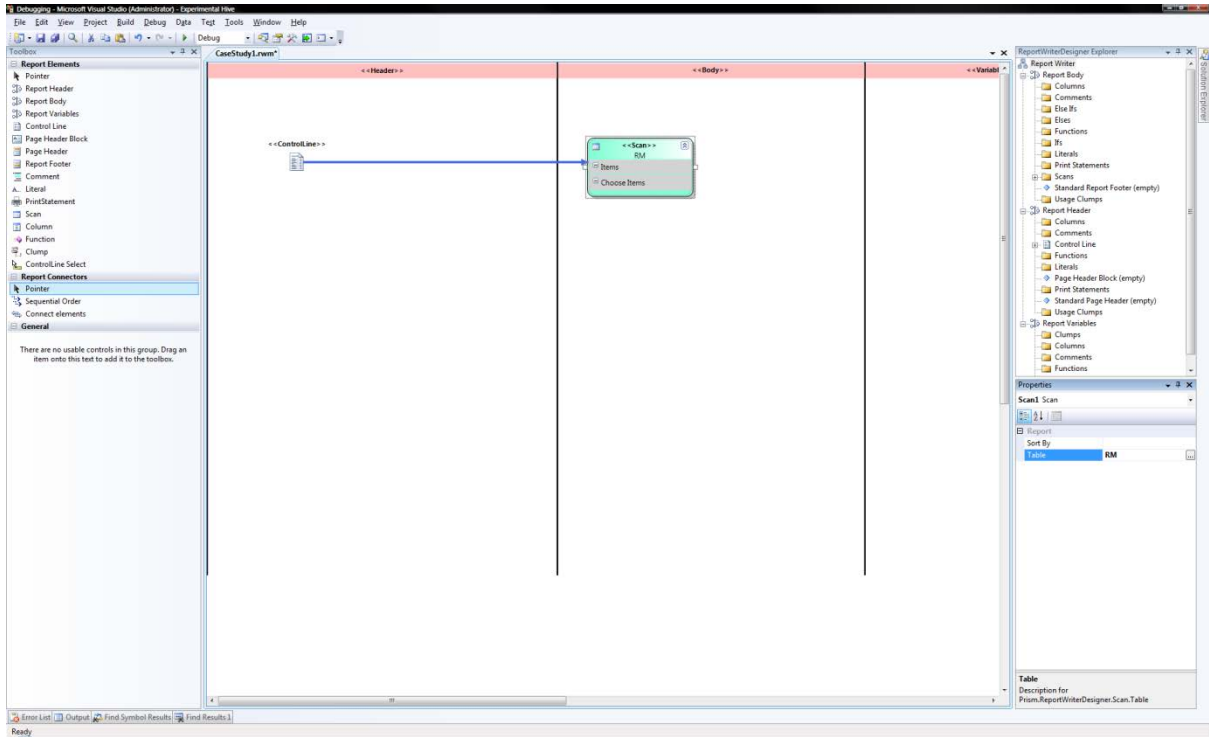 Debugging - Microsoft Visual Studio (Administrator) - Experimental Hive
File Edit View Project Build Debug Data Test Tools Window Help
Debug
Toolbox
Report Elements
Pointer
Report Header
Report Body
Report Variables
Control Line
Page Header Block
Page Header
Report Footer
Comment
A.. Literal
PrintStatement
Scan
Column
Function
Clump
ControlLine Select
Report Connectors
Pointer
Sequential Order
Connect elements
General
There are no usable controls in this group. Drag an
item onto this text to add it to the toolbox.
CaseStudy1.rwm*
<<Header>> <<Body>> <<Variabl
<<ControlLine>>
<<Scan>>
RM
Items
Choose Items
ReportWriterDesigner Explorer
Report Writer
Report Body
Columns
Comments
Else Ifs
Elses
Functions
Ifs
Literals
Print Statements
Scans
Standard Report Footer (empty)
Usage Clumps
Report Header
Columns
Comments
Control Line
Functions
Literals
Page Header Block (empty)
Print Statements
Standard Page Header (empty)
Usage Clumps
Report Variables
Clumps
Columns
Comments
Functions
Solution Explorer
Properties
Scan1 Scan
Report
Sort By
Table RM
Table
Description for
Prism.ReportWriterDesigner.Scan.Table
Error List Output Find Symbol Results Find Results 1
Ready